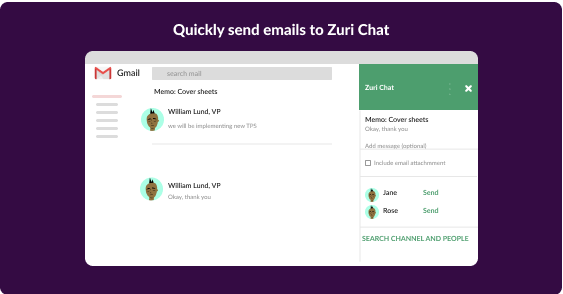 Quickly send emails to Zuri Chat
Gmail
search mail
Memo: Cover sheets
William Lund, VP
we will be implementing new TPS
William Lund, VP
Okay, thank you
Zuri Chat
Memo: Cover sheets
Okay, thank you
Add message (optional)
Include email attachmment
Jane Send
Rose Send
SEARCH CHANNEL AND PEOPLE